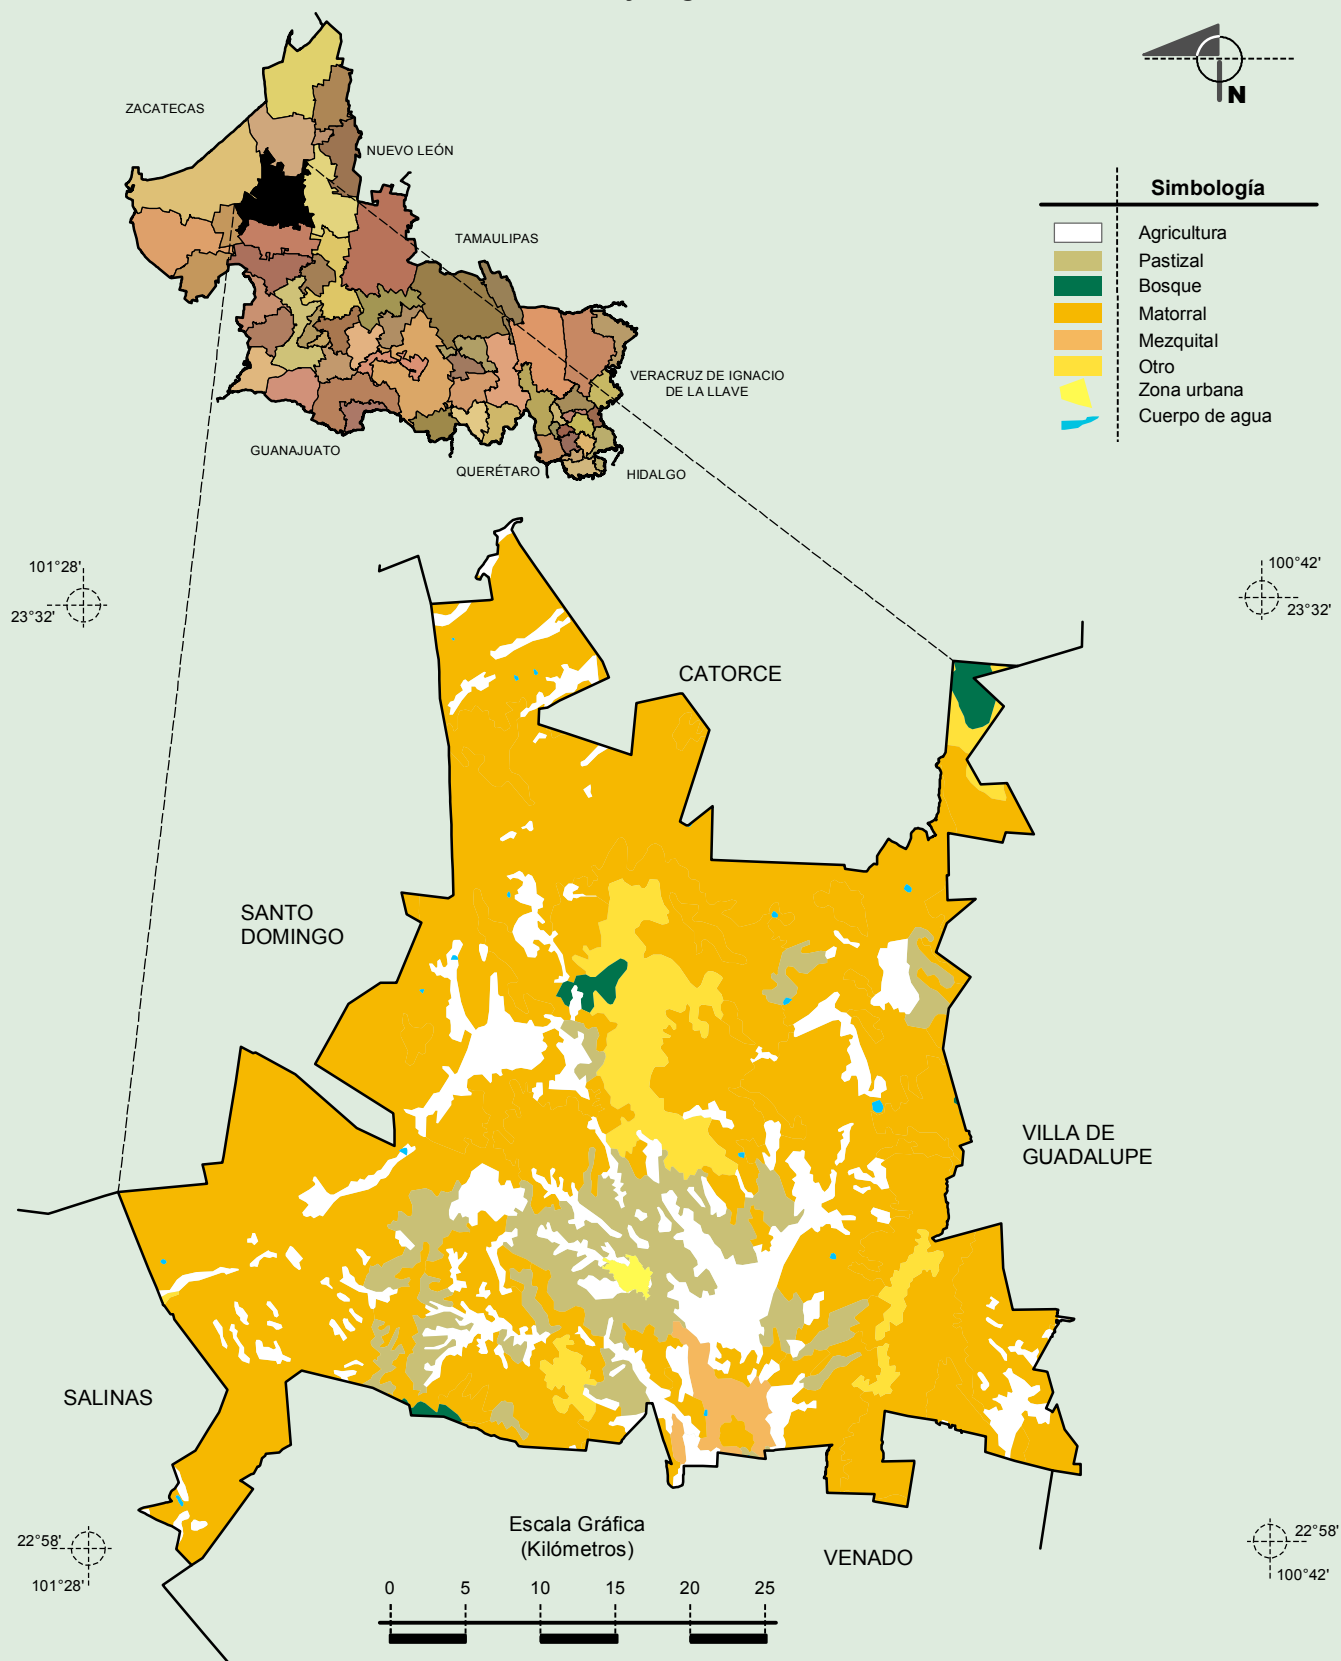 ZACATECAS
NUEVO LEÓN
TAMAULIPAS
VERACRUZ DE IGNACIO
DE LA LLAVE
GUANAJUATO
QUERÉTARO
HIDALGO
N
Simbología
Agricultura
Pastizal
Bosque
Matorral
Mezquital
Otro
Zona urbana
Cuerpo de agua
101°28'
23°32'
100°42'
23°32'
CATORCE
SANTO
DOMINGO
VILLA DE
GUADALUPE
SALINAS
VENADO
22°58'
101°28'
22°58'
100°42'
Escala Gráfica
(Kilómetros)
0 5 10 15 20 25